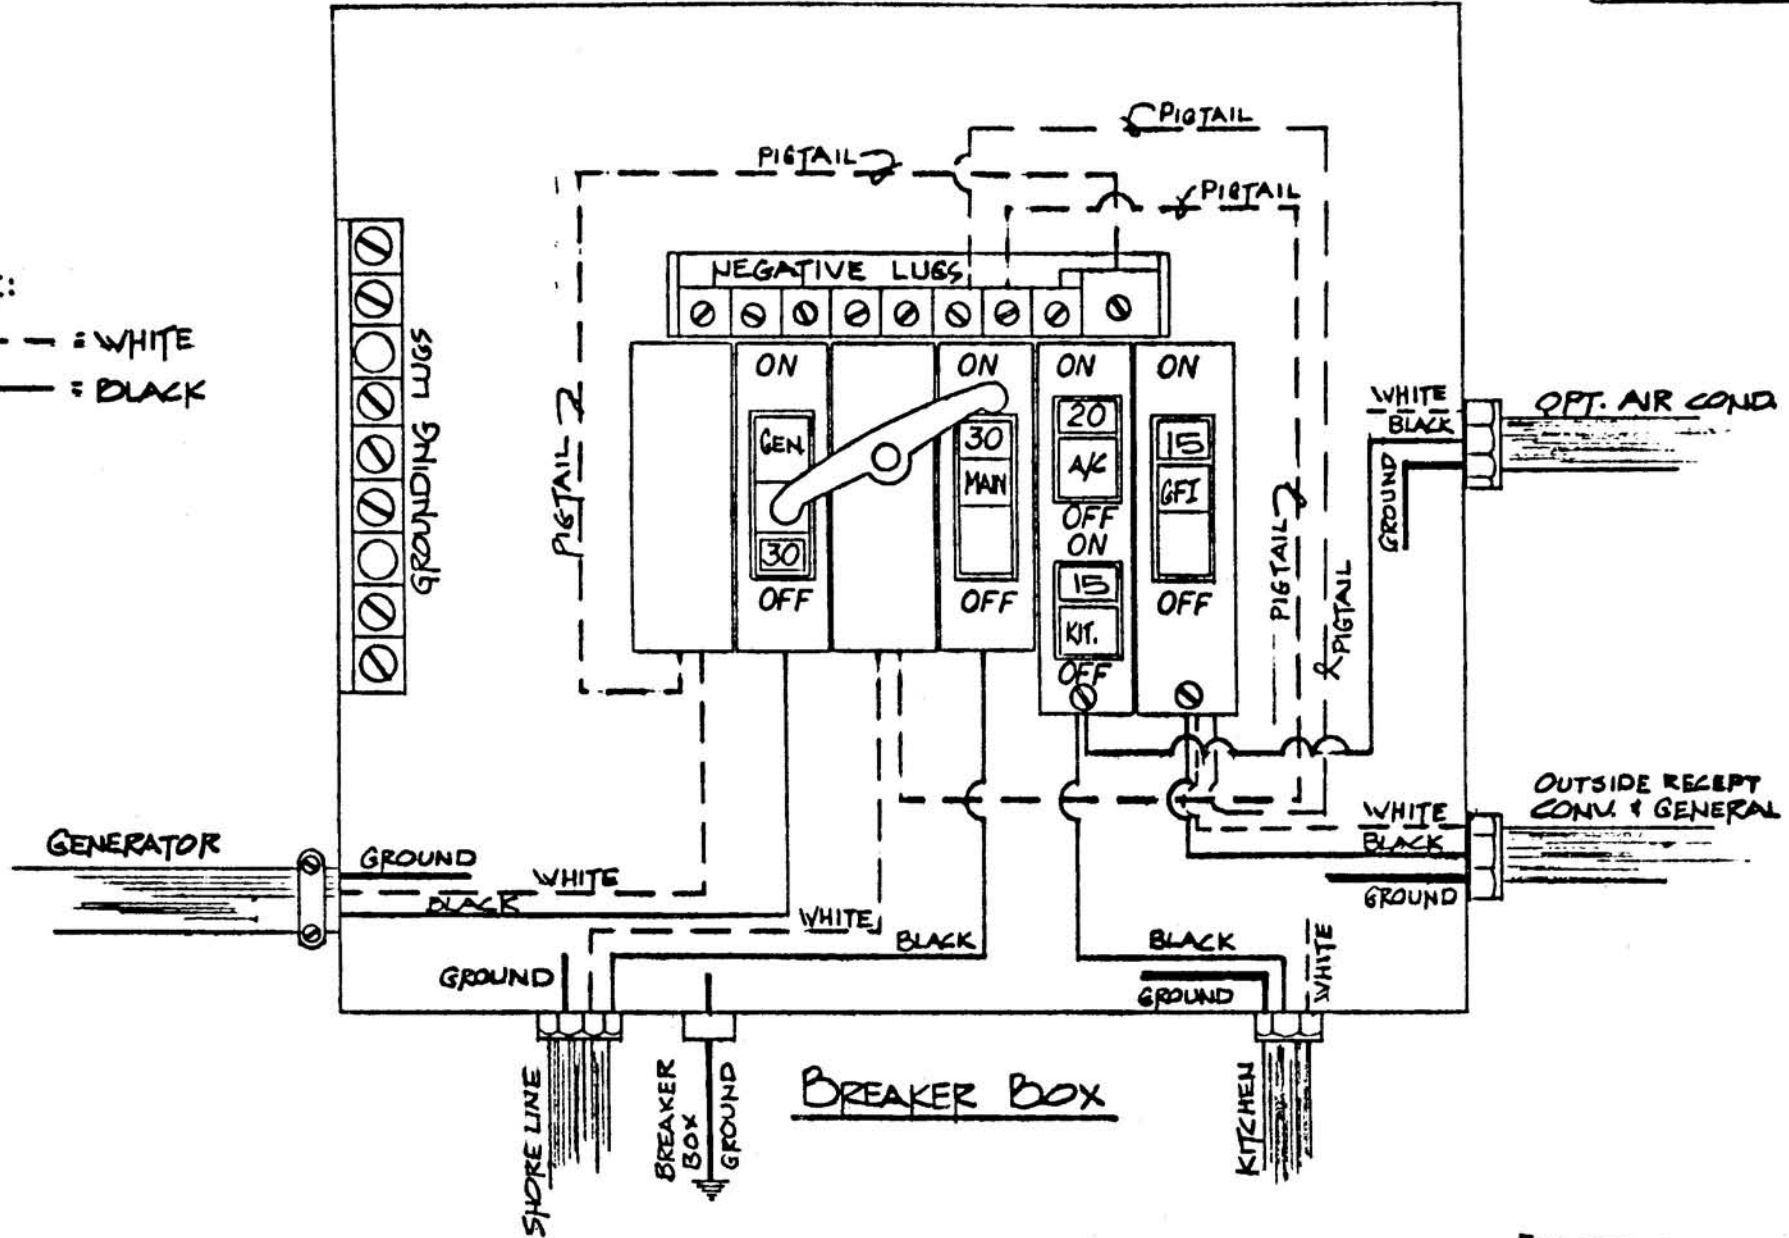 PIGTAIL
PIGTAIL
PIGTAIL
NEGATIVE LUGS
= WHITE
= BLACK
GROUNDING LUGS
ON
ON
ON
ON
GEN.
30
OFF
30
MAIN
OFF
20
A/C
OFF
ON
15
KIT.
OFF
15
GFI
OFF
PIGTAIL
PIGTAIL
PIGTAIL
WHITE
BLACK
GROUND
OPT. AIR COND.
OUTSIDE RECEPT
CONV. & GENERAL
WHITE
BLACK
GROUND
GENERATOR
GROUND
WHITE
BLACK
WHITE
BLACK
GROUND
BLACK
GROUND
WHITE
SHORE LINE
BREAKER
BOX
GROUND
BREAKER BOX
KITCHEN